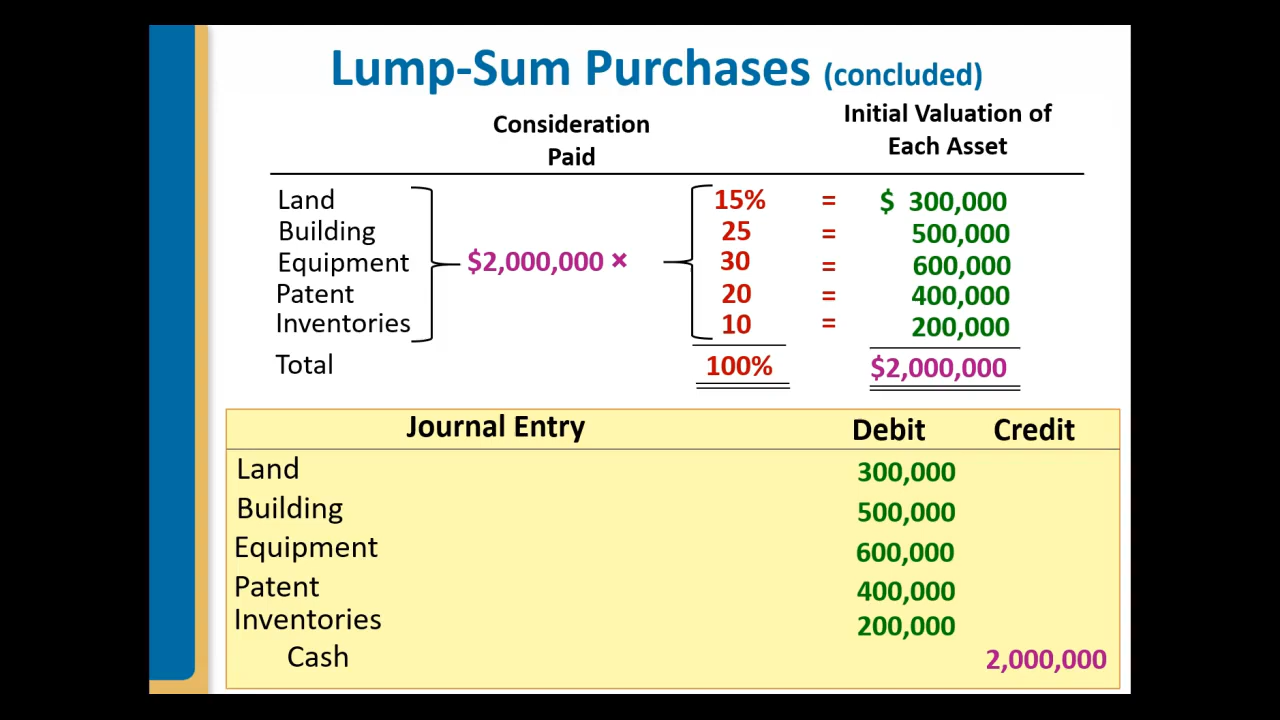 Lump-Sum Purchases (concluded)
Consideration Paid
Initial Valuation of Each Asset
Land 15% = $ 300,000
Building 25 = 500,000
Equipment $2,000,000 × 30 = 600,000
Patent 20 = 400,000
Inventories 10 = 200,000
Total 100% $2,000,000
Journal Entry Debit Credit
Land 300,000
Building 500,000
Equipment 600,000
Patent 400,000
Inventories 200,000
Cash 2,000,000